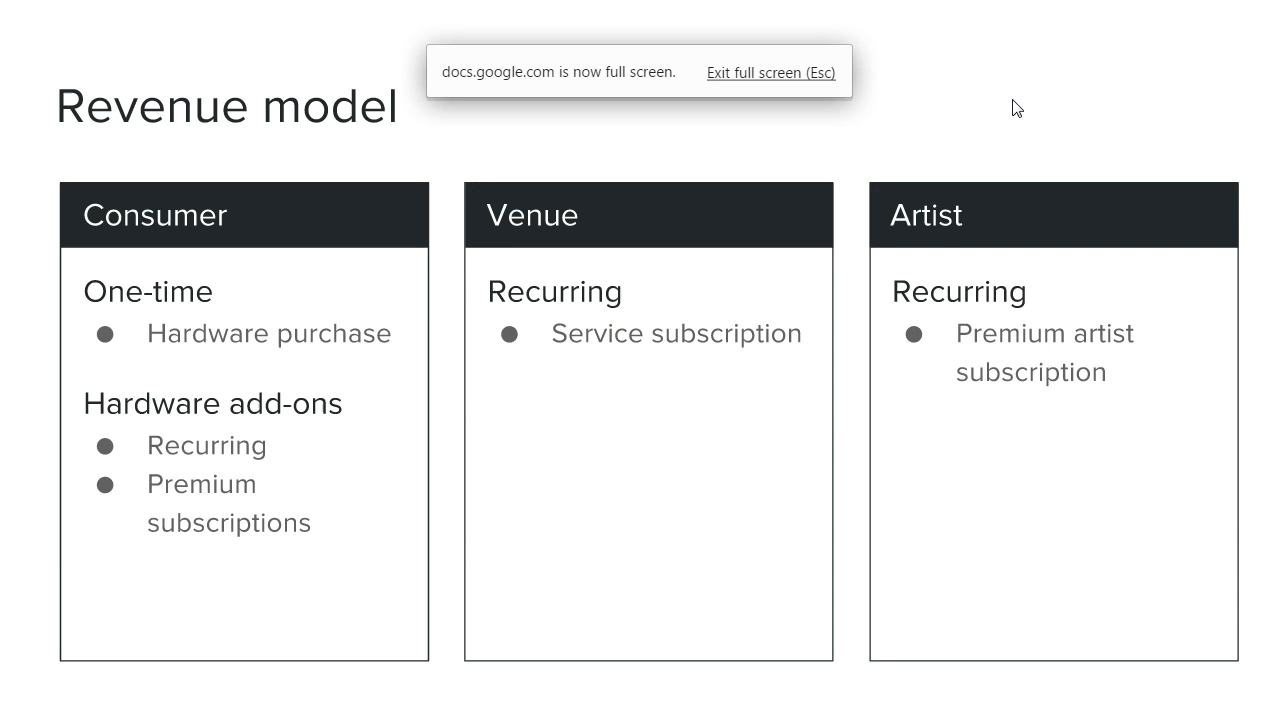 docs.google.com is now full screen. Exit full screen (Esc)
Revenue model
Consumer
One-time
● Hardware purchase
Hardware add-ons
● Recurring
● Premium
subscriptions
Venue
Recurring
● Service subscription
Artist
Recurring
● Premium artist
subscription